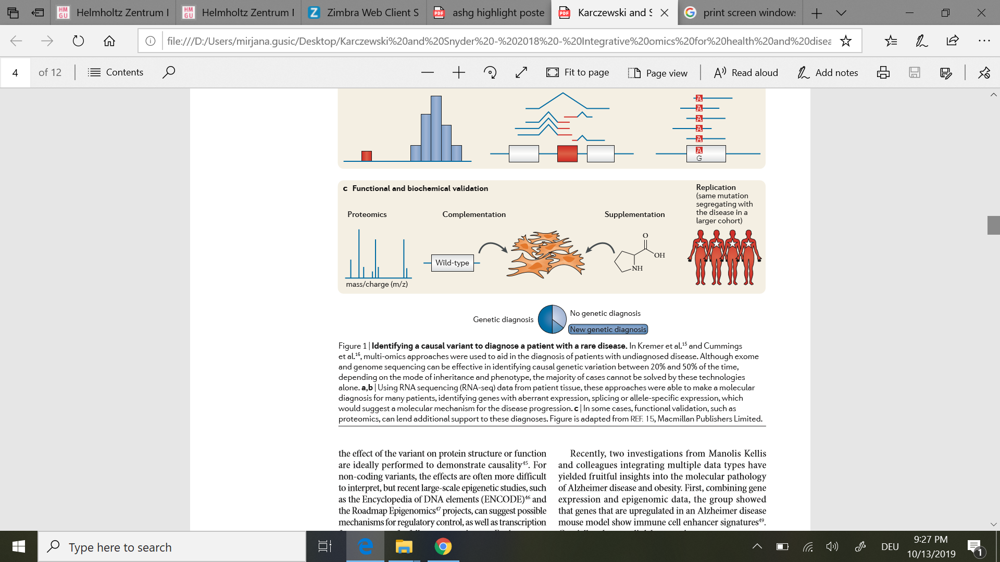 HM GU Helmholtz Zentrum
HM GU Helmholtz Zentrum
Z Zimbra Web Client S
PDF ashg highlight poste
PDF Karczewski and S
G print screen windows
file:///D:/Users/mirjana.gusic/Desktop/Karczewski%20and%20Snyder%20-%202018%20-%20Integrative%20omics%20for%20health%20and%20disea
4 of 12 Contents Fit to page Page view Read aloud Add notes
A
A
A
A
A
A
G
c Functional and biochemical validation
Proteomics
mass/charge (m/z)
Complementation
Wild-type
Supplementation
O
OH
NH
Replication
(same mutation
segregating with
the disease in a
larger cohort)
Genetic diagnosis
No genetic diagnosis
New genetic diagnosis
Figure 1 | Identifying a causal variant to diagnose a patient with a rare disease. In Kremer et al.15 and Cummings
et al.16, multi-omics approaches were used to aid in the diagnosis of patients with undiagnosed disease. Although exome
and genome sequencing can be effective in identifying causal genetic variation between 20% and 50% of the time,
depending on the mode of inheritance and phenotype, the majority of cases cannot be solved by these technologies
alone. a,b | Using RNA sequencing (RNA-seq) data from patient tissue, these approaches were able to make a molecular
diagnosis for many patients, identifying genes with aberrant expression, splicing or allele-specific expression, which
would suggest a molecular mechanism for the disease progression. c | In some cases, functional validation, such as
proteomics, can lend additional support to these diagnoses. Figure is adapted from REF. 15, Macmillan Publishers Limited.
the effect of the variant on protein structure or function
are ideally performed to demonstrate causality45. For
non-coding variants, the effects are often more difficult
to interpret, but recent large-scale epigenetic studies, such
as the Encyclopedia of DNA elements (ENCODE)46 and
the Roadmap Epigenomics47 projects, can suggest possible
mechanisms for regulatory control, as well as transcription
Recently, two investigations from Manolis Kellis
and colleagues integrating multiple data types have
yielded fruitful insights into the molecular pathology
of Alzheimer disease and obesity. First, combining gene
expression and epigenomic data, the group showed
that genes that are upregulated in an Alzheimer disease
mouse model show immune cell enhancer signatures49.
Type here to search
DEU
9:27 PM
10/13/2019
1